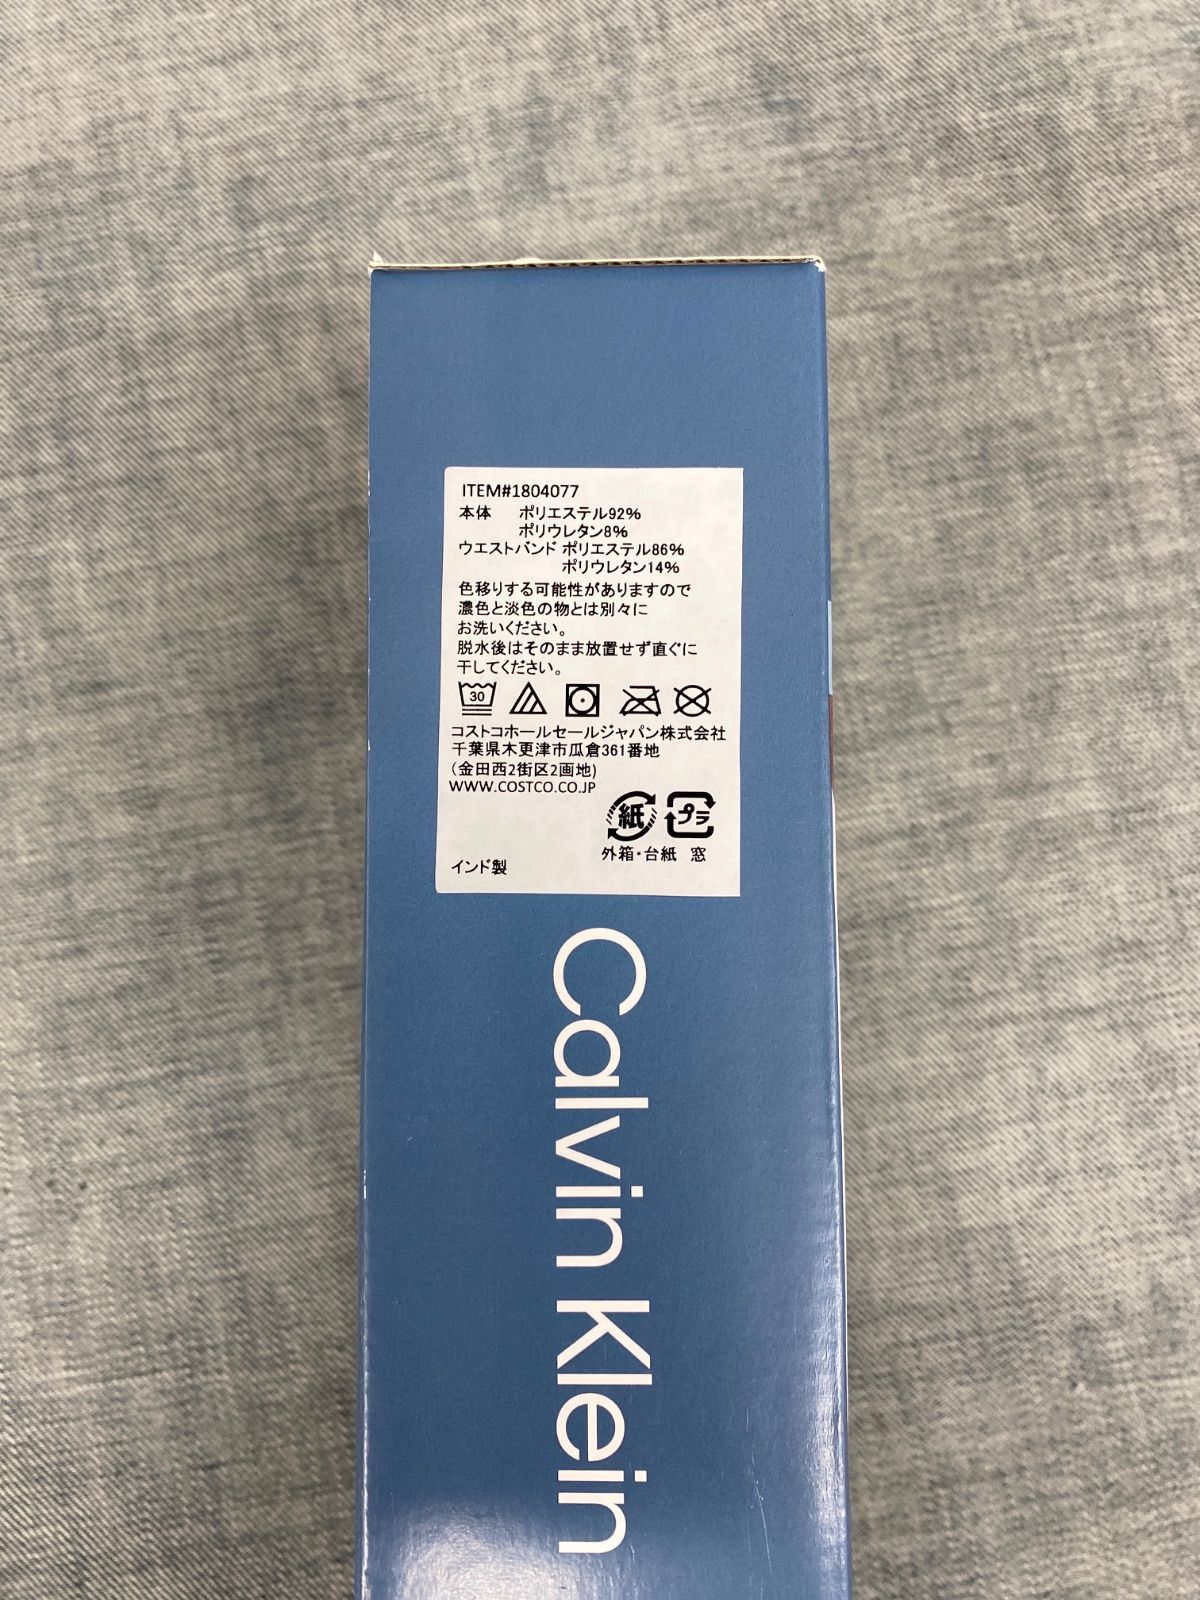 ITEM#1804077
本体 ポリエステル92%
ポリウレタン8%
ウエストバンド ポリエステル86%
ポリウレタン14%
色移りする可能性がありますので
濃色と淡色の物とは別々に
お洗いください。
脱水後はそのまま放置せず直ぐに
干してください。
30
コストコホールセールジャパン株式会社
千葉県木更津市瓜倉361番地
(金田西2街区2画地)
WWW.COSTCO.CO.JP
紙 プラ
外箱・台紙 窓
インド製
Calvin Klein